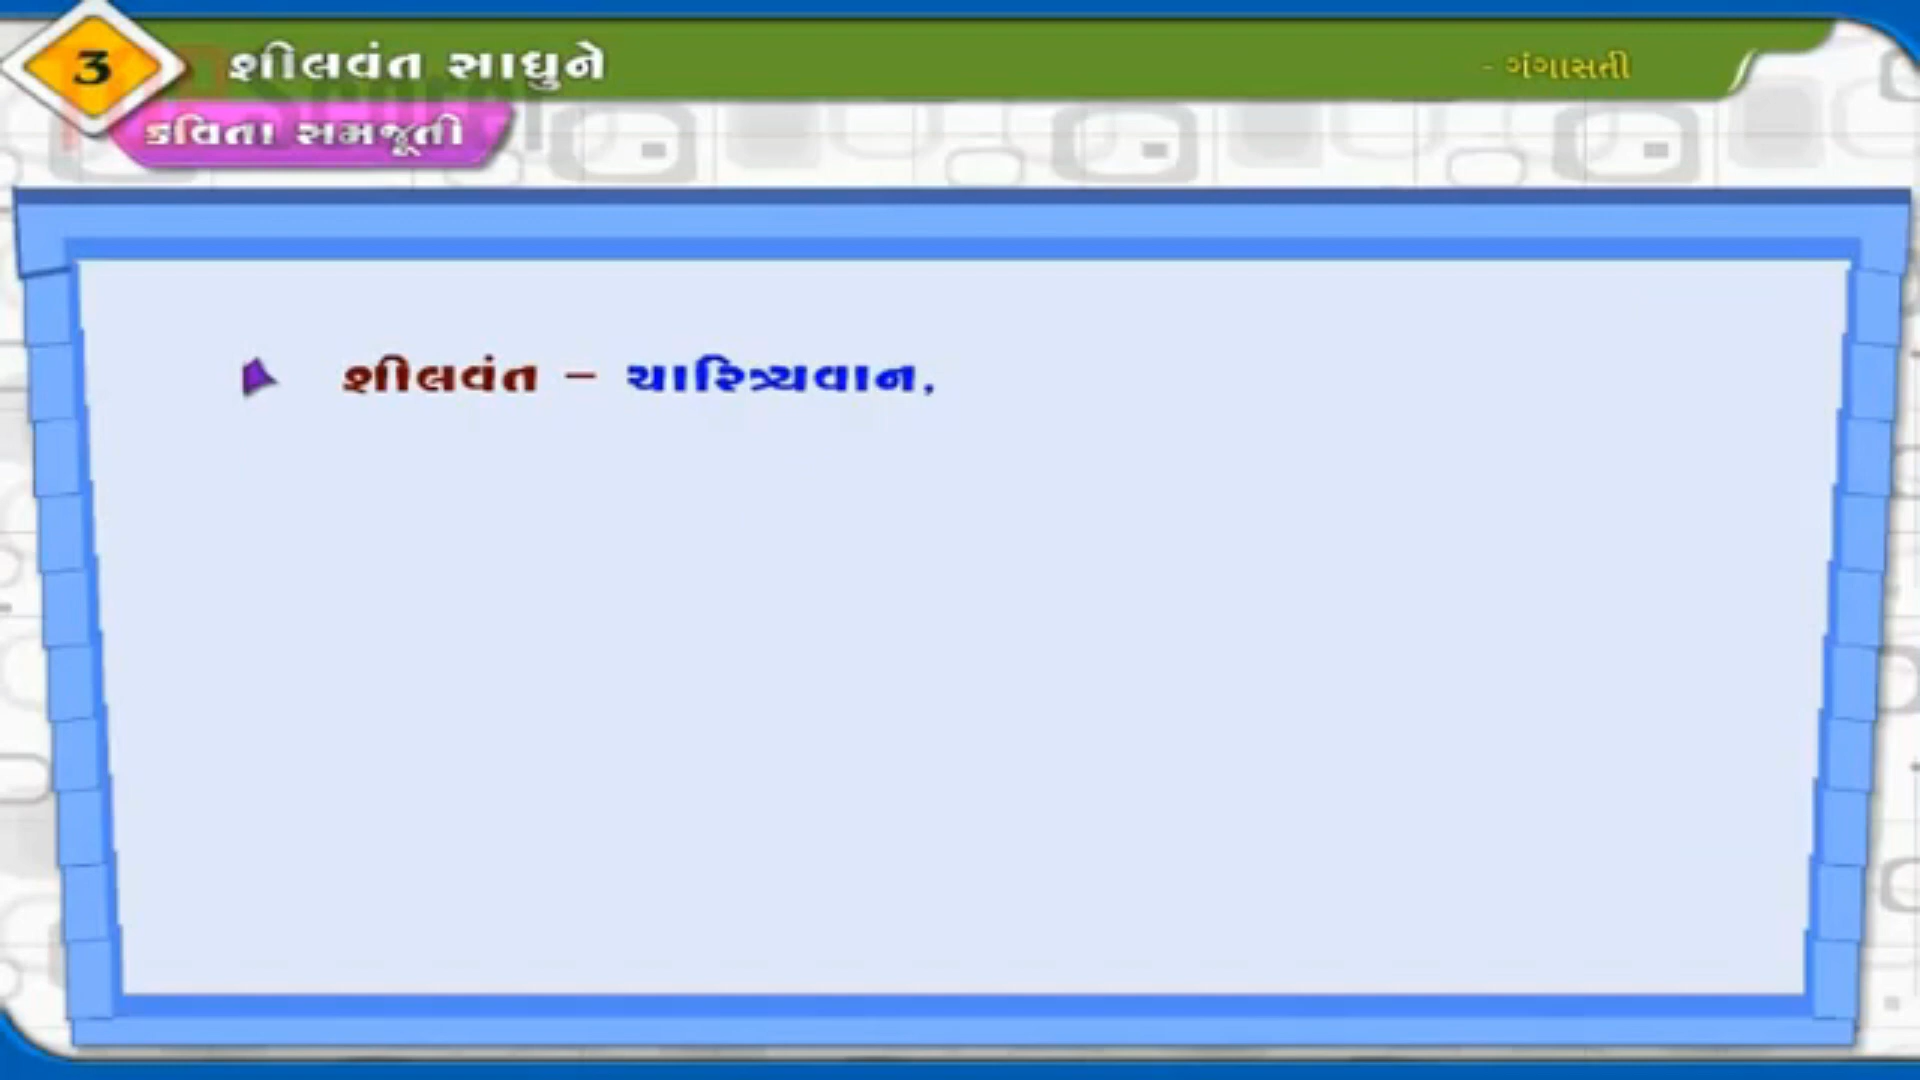 3 શીલવંત સાધુને
- ગંગાસતી
કવિતા સમજૂતી
શીલવંત – ચારિત્ર્યવાન.